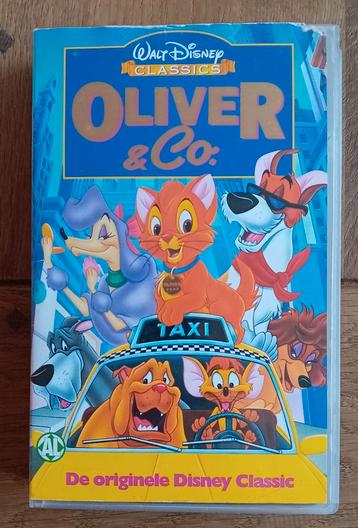 WALT DISNEY
CLASSICS
OLIVER
& Co.
TAXI
AL
De originele Disney Classic